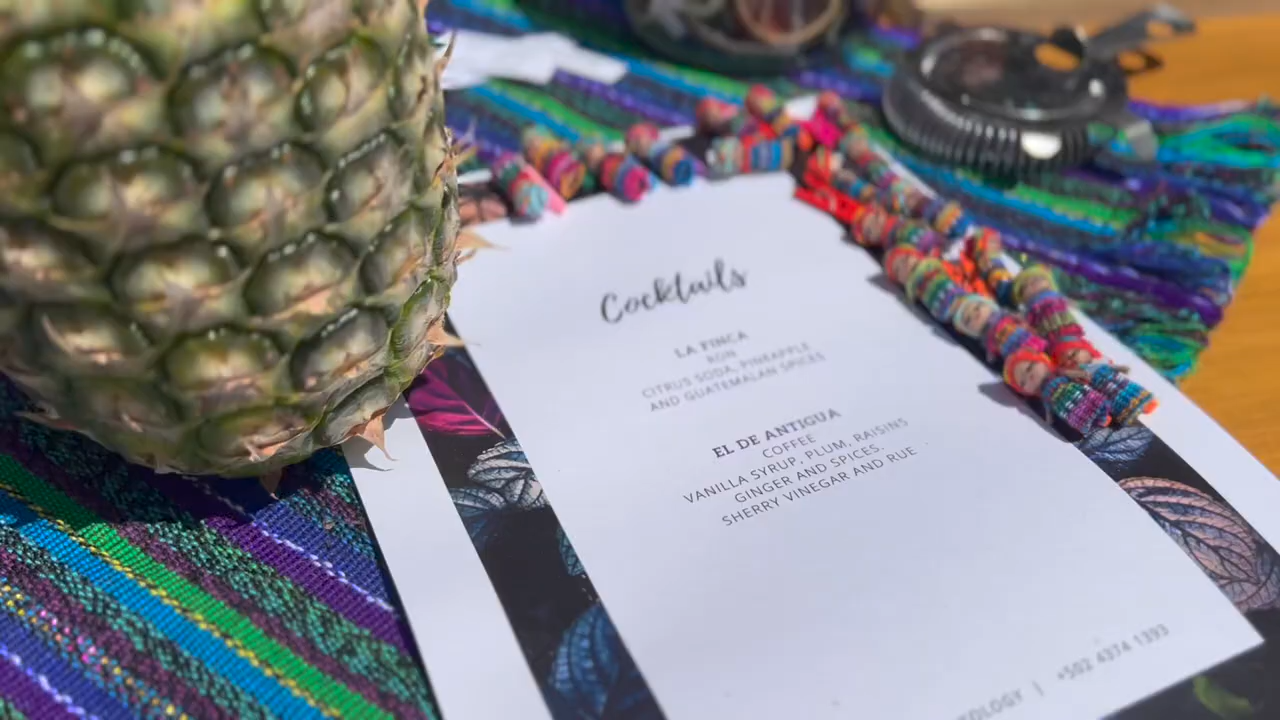 Cocktails
LA FINCA
RON
CITRUS SODA, PINEAPPLE
AND GUATEMALAN SPICES
EL DE ANTIGUA
COFFEE
VANILLA SYRUP, PLUM, RAISINS
GINGER AND SPICES,
SHERRY VINEGAR AND RUE
| +502 4374 1393